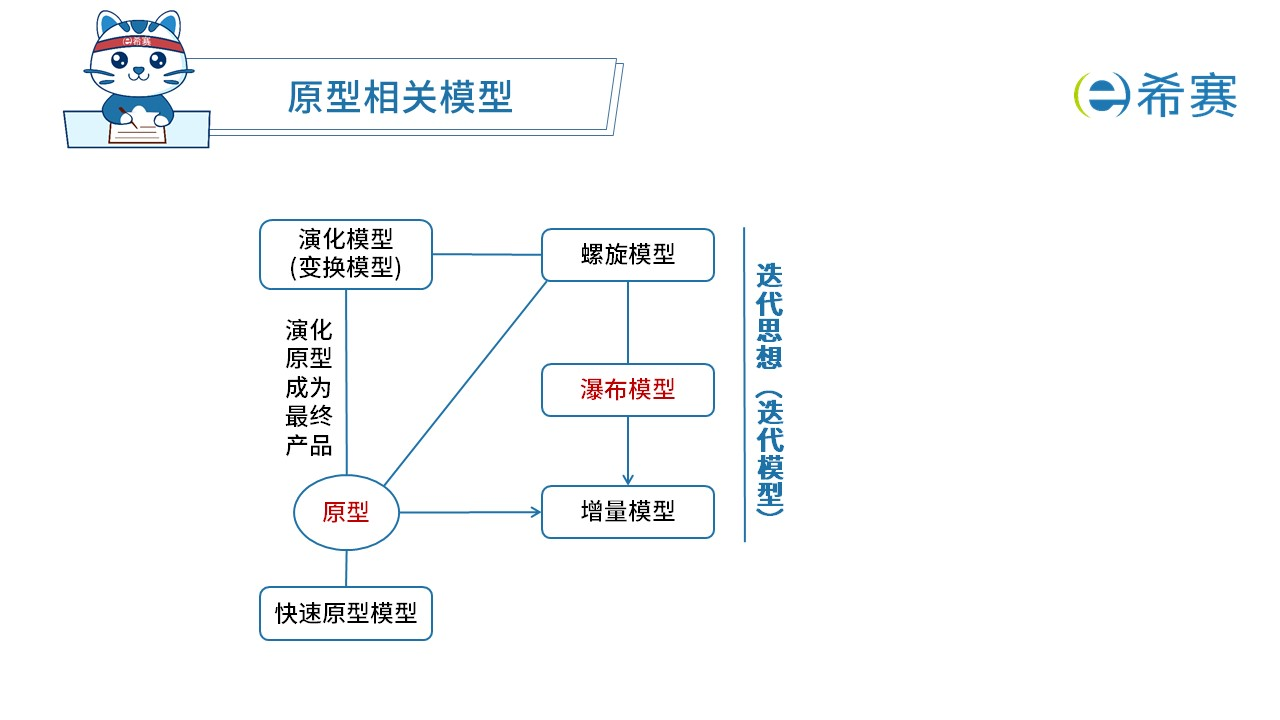 希赛
原型相关模型
希赛
演化模型
(变换模型)
螺旋模型
演化
原型
成为
最终
产品
瀑布模型
原型
增量模型
快速原型模型
迭代思想（迭代模型）